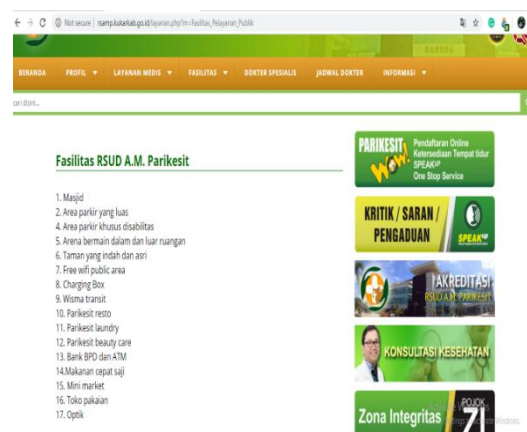 Not secure | rsamp.kukarkab.go.id/layanan.php?m=Fasilitas_Pelayanan_Publik
BERANDA PROFIL LAYANAN MEDIS FASILITAS DOKTER SPESIALIS JADWAL DOKTER INFORMASI
cari disini...
Fasilitas RSUD A.M. Parikesit
1. Masjid
2. Area parkir yang luas
4. Area parkir khusus disabilitas
5. Arena bermain dalam dan luar ruangan
6. Taman yang indah dan asri
7. Free wifi public area
8. Charging Box
9. Wisma transit
10. Parikesit resto
11. Parikesit laundry
12. Parikesit beauty care
13. Bank BPD dan ATM
14.Makanan cepat saji
15. Mini market
16. Toko pakaian
17. Optik
PARIKESIT
Wow!
Pendaftaran Online
Ketersediaan Tempat tidur
SPEAKUP
One Stop Service
KRITIK / SARAN /
PENGADUAN
SPEAKUP
AKREDITASI
RSUD A.M. PARIKESIT
KONSULTASI KESEHATAN
Zona Integritas
POJOK
ZI